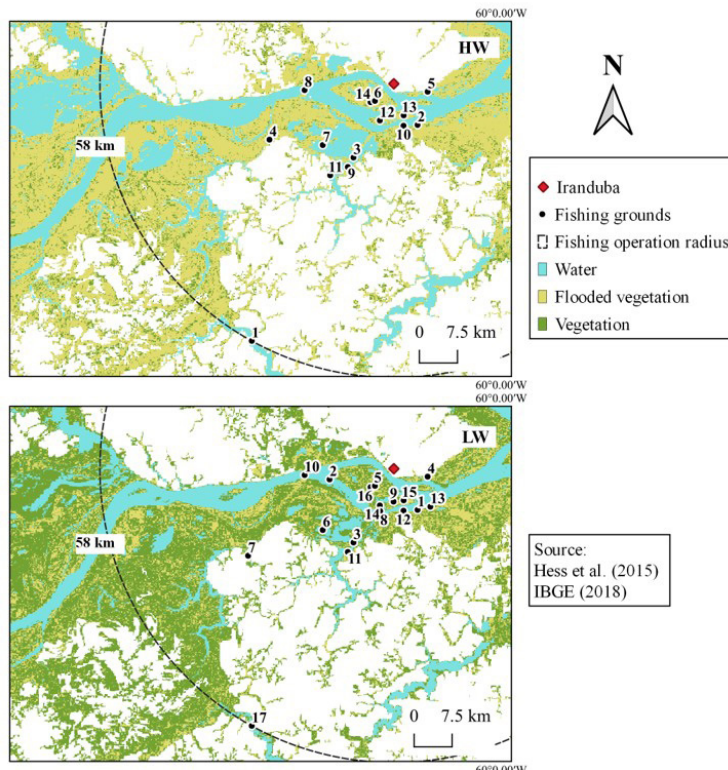 60°0.00'W
HW
8
5
14 6
12
13
2
10
4
7
3
11 9
58 km
1
0 7.5 km
N
Iranduba
Fishing grounds
Fishing operation radius
Water
Flooded vegetation
Vegetation
60°0.00'W
60°0.00'W
LW
10
2
5
4
16
9
15
1
13
14
8
12
6
3
11
7
58 km
17
0 7.5 km
Source:
Hess et al. (2015)
IBGE (2018)